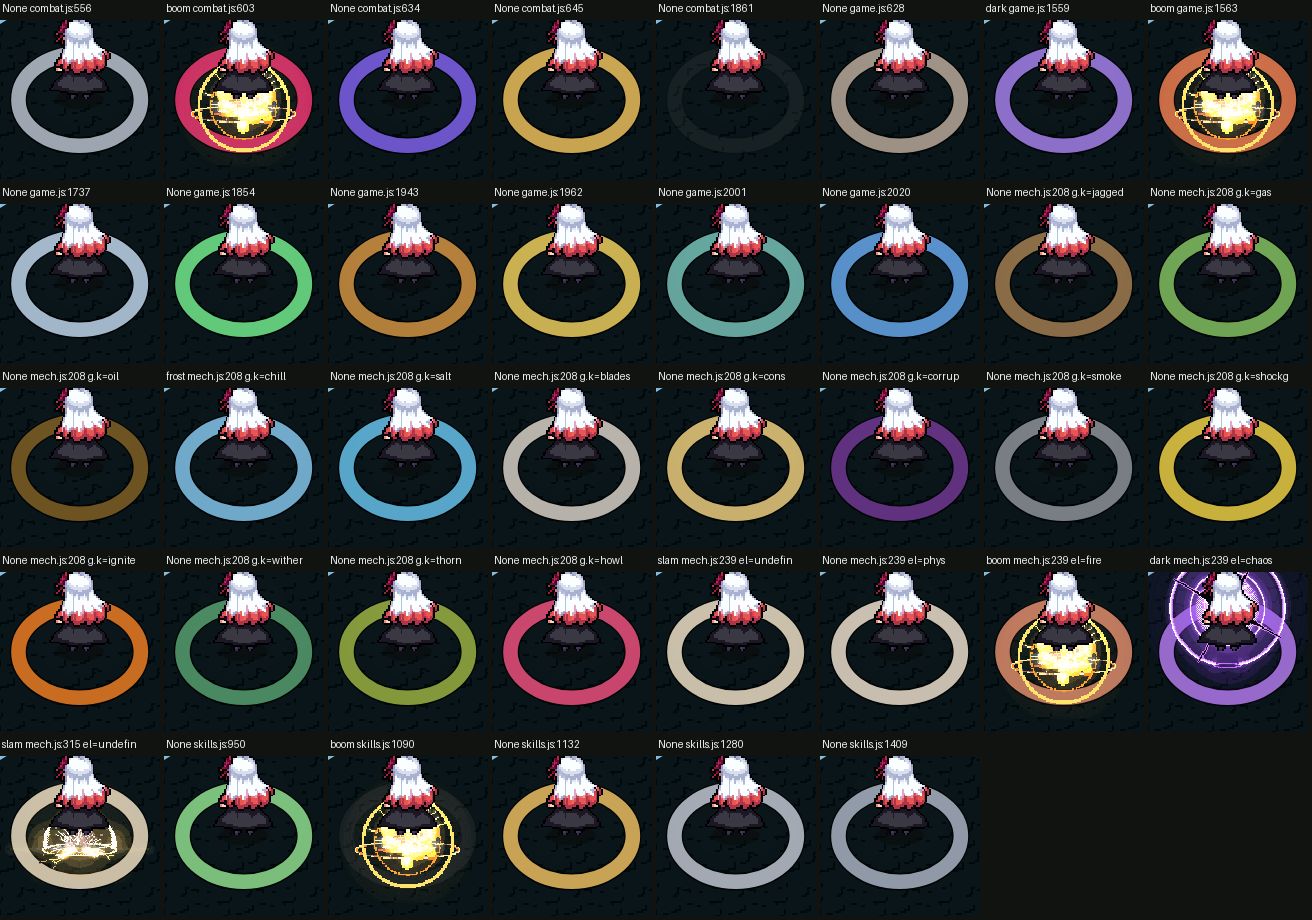 None combat.js:556
boom combat.js:603
None combat.js:634
None combat.js:645
None combat.js:1861
None game.js:628
dark game.js:1559
boom game.js:1563
None game.js:1737
None game.js:1854
None game.js:1943
None game.js:1962
None game.js:2001
None game.js:2020
None mech.js:208 g.k=jagged
None mech.js:208 g.k=gas
None mech.js:208 g.k=oil
frost mech.js:208 g.k=chill
None mech.js:208 g.k=salt
None mech.js:208 g.k=blades
None mech.js:208 g.k=cons
None mech.js:208 g.k=corrup
None mech.js:208 g.k=smoke
None mech.js:208 g.k=shockg
None mech.js:208 g.k=ignite
None mech.js:208 g.k=wither
None mech.js:208 g.k=thorn
None mech.js:208 g.k=howl
slam mech.js:239 el=undefin
None mech.js:239 el=phys
boom mech.js:239 el=fire
dark mech.js:239 el=chaos
slam mech.js:315 el=undefin
None skills.js:950
boom skills.js:1090
None skills.js:1132
None skills.js:1280
None skills.js:1409